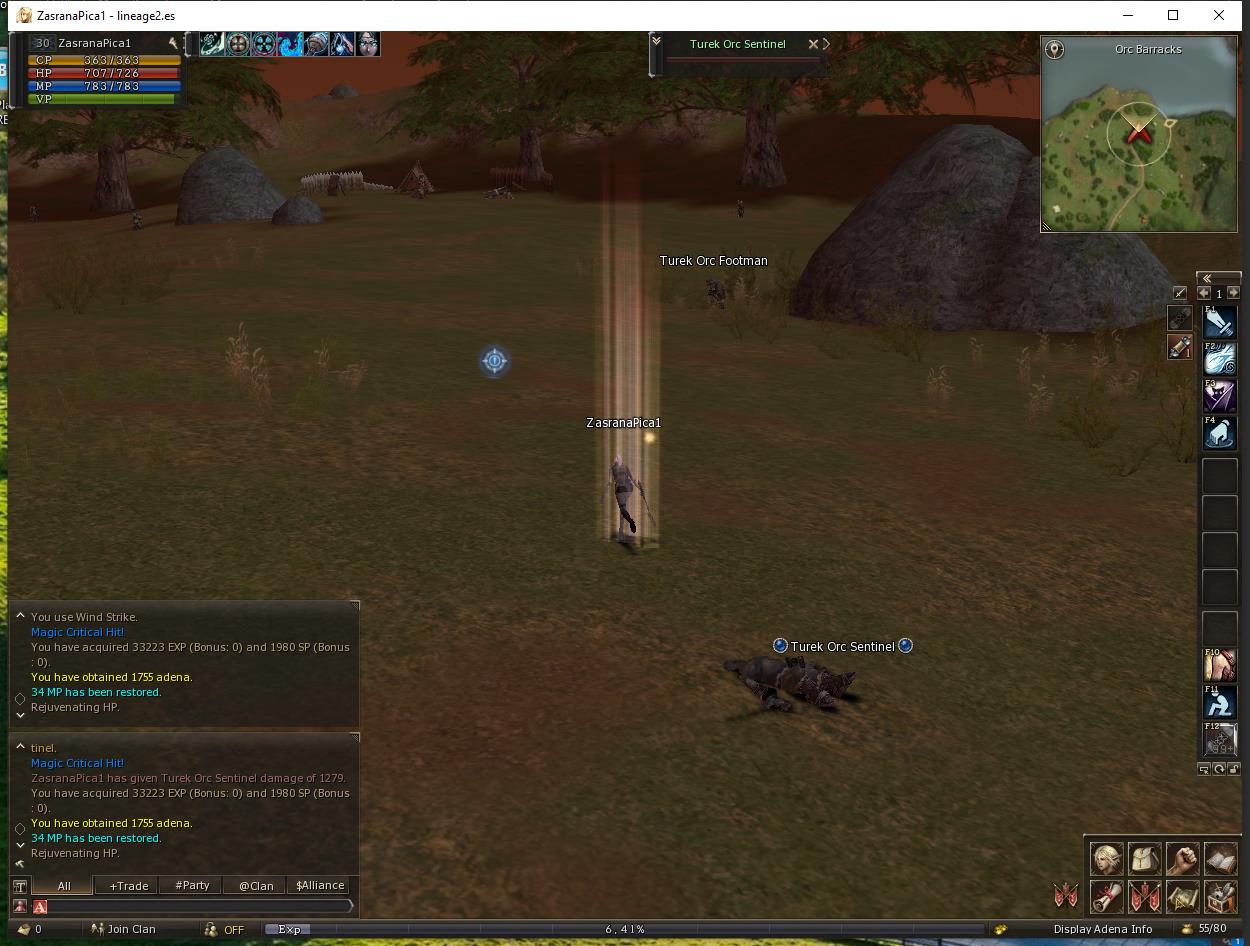 ZasranaPica1 - lineage2.es
30 ZasranaPica1
CP 363/363
HP 707/726
MP 783/783
VP
Turek Orc Sentinel
Orc Barracks
Turek Orc Footman
ZasranaPica1
Turek Orc Sentinel
1
F1
F2
F3
F4
1
F10
F11
F12
99+
You use Wind Strike.
Magic Critical Hit!
You have acquired 33223 EXP (Bonus: 0) and 1980 SP (Bonus
: 0).
You have obtained 1755 adena.
34 MP has been restored.
Rejuvenating HP.
tinel.
Magic Critical Hit!
ZasranaPica1 has given Turek Orc Sentinel damage of 1279.
You have acquired 33223 EXP (Bonus: 0) and 1980 SP (Bonus
: 0).
You have obtained 1755 adena.
34 MP has been restored.
Rejuvenating HP.
All +Trade #Party @Clan $Alliance
A
0 Join Clan OFF Exp 6,41% Display Adena Info 55/80